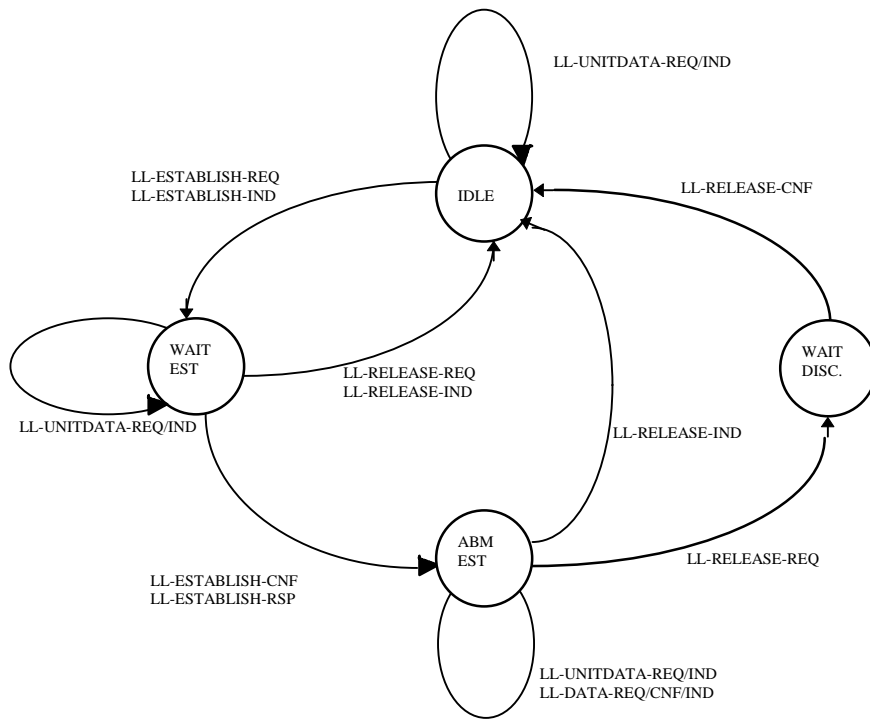 LL-UNITDATA-REQ/IND
LL-ESTABLISH-REQ
LL-ESTABLISH-IND
IDLE
LL-RELEASE-CNF
WAIT
EST
WAIT
DISC.
LL-RELEASE-REQ
LL-RELEASE-IND
LL-UNITDATA-REQ/IND
LL-RELEASE-IND
ABM
EST
LL-RELEASE-REQ
LL-ESTABLISH-CNF
LL-ESTABLISH-RSP
LL-UNITDATA-REQ/IND
LL-DATA-REQ/CNF/IND